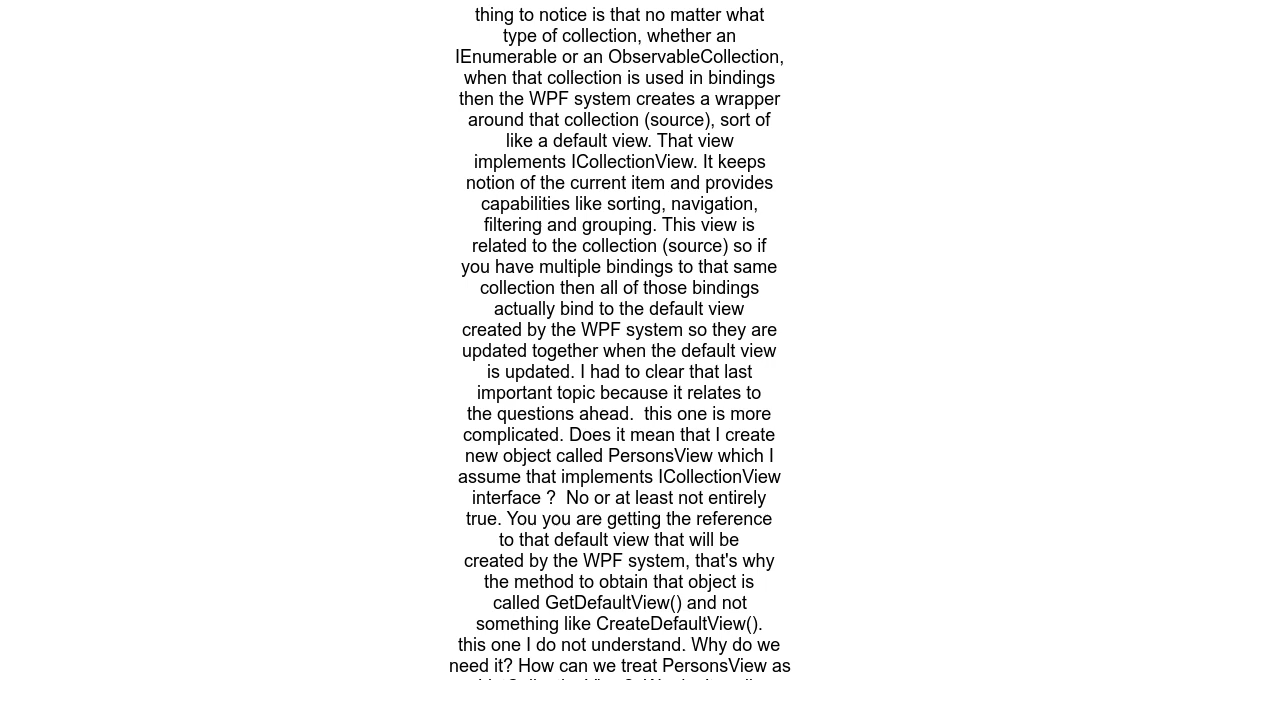 thing to notice is that no matter what
type of collection, whether an
IEnumerable or an ObservableCollection,
when that collection is used in bindings
then the WPF system creates a wrapper
around that collection (source), sort of
like a default view. That view
implements ICollectionView. It keeps
notion of the current item and provides
capabilities like sorting, navigation,
filtering and grouping. This view is
related to the collection (source) so if
you have multiple bindings to that same
collection then all of those bindings
actually bind to the default view
created by the WPF system so they are
updated together when the default view
is updated. I had to clear that last
important topic because it relates to
the questions ahead.  this one is more
complicated. Does it mean that I create
new object called PersonsView which I
assume that implements ICollectionView
interface ?  No or at least not entirely
true. You you are getting the reference
to that default view that will be
created by the WPF system, that's why
the method to obtain that object is
called GetDefaultView() and not
something like CreateDefaultView().
this one I do not understand. Why do we
need it? How can we treat PersonsView as